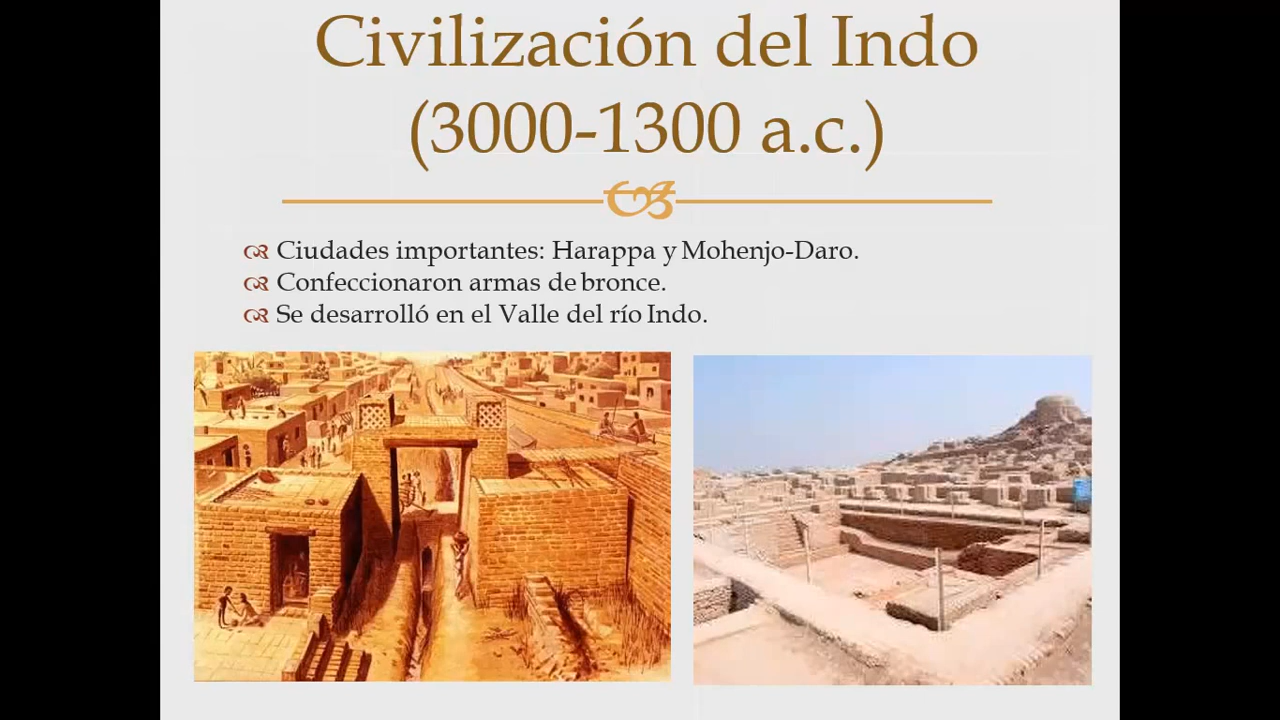 Civilización del Indo
(3000-1300 a.c.)
Ciudades importantes: Harappa y Mohenjo-Daro.
Confeccionaron armas de bronce.
Se desarrolló en el Valle del río Indo.